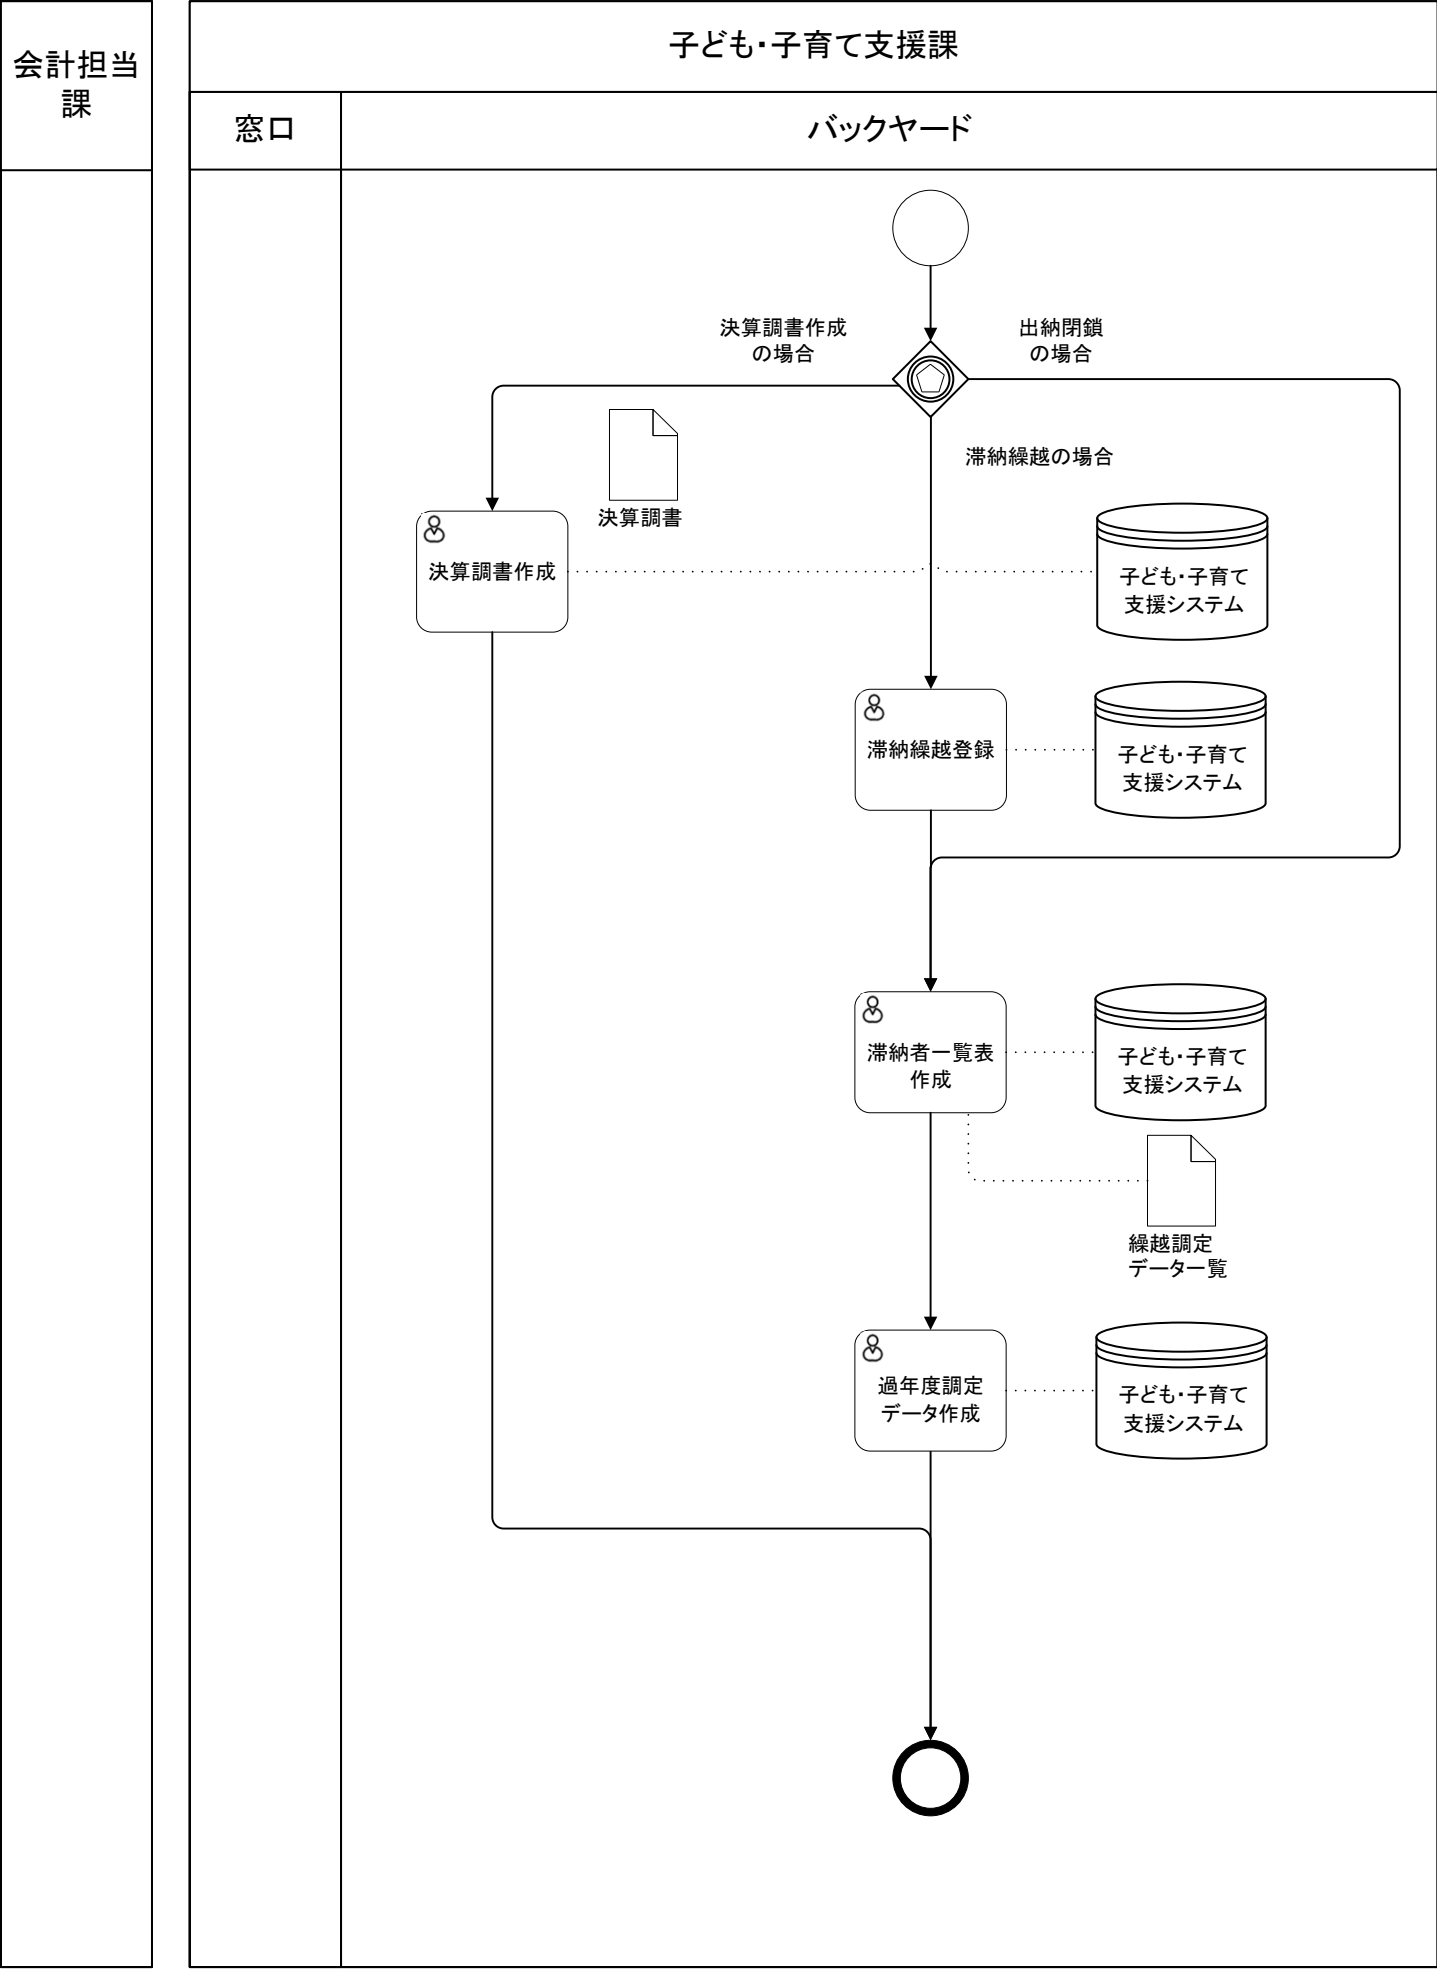 会計担当
課
子ども・子育て支援課
窓口
バックヤード
決算調書作成
の場合
出納閉鎖
の場合
滞納繰越の場合
決算調書
決算調書作成
子ども・子育て
支援システム
滞納繰越登録
子ども・子育て
支援システム
滞納者一覧表
作成
子ども・子育て
支援システム
繰越調定
データ一覧
過年度調定
データ作成
子ども・子育て
支援システム